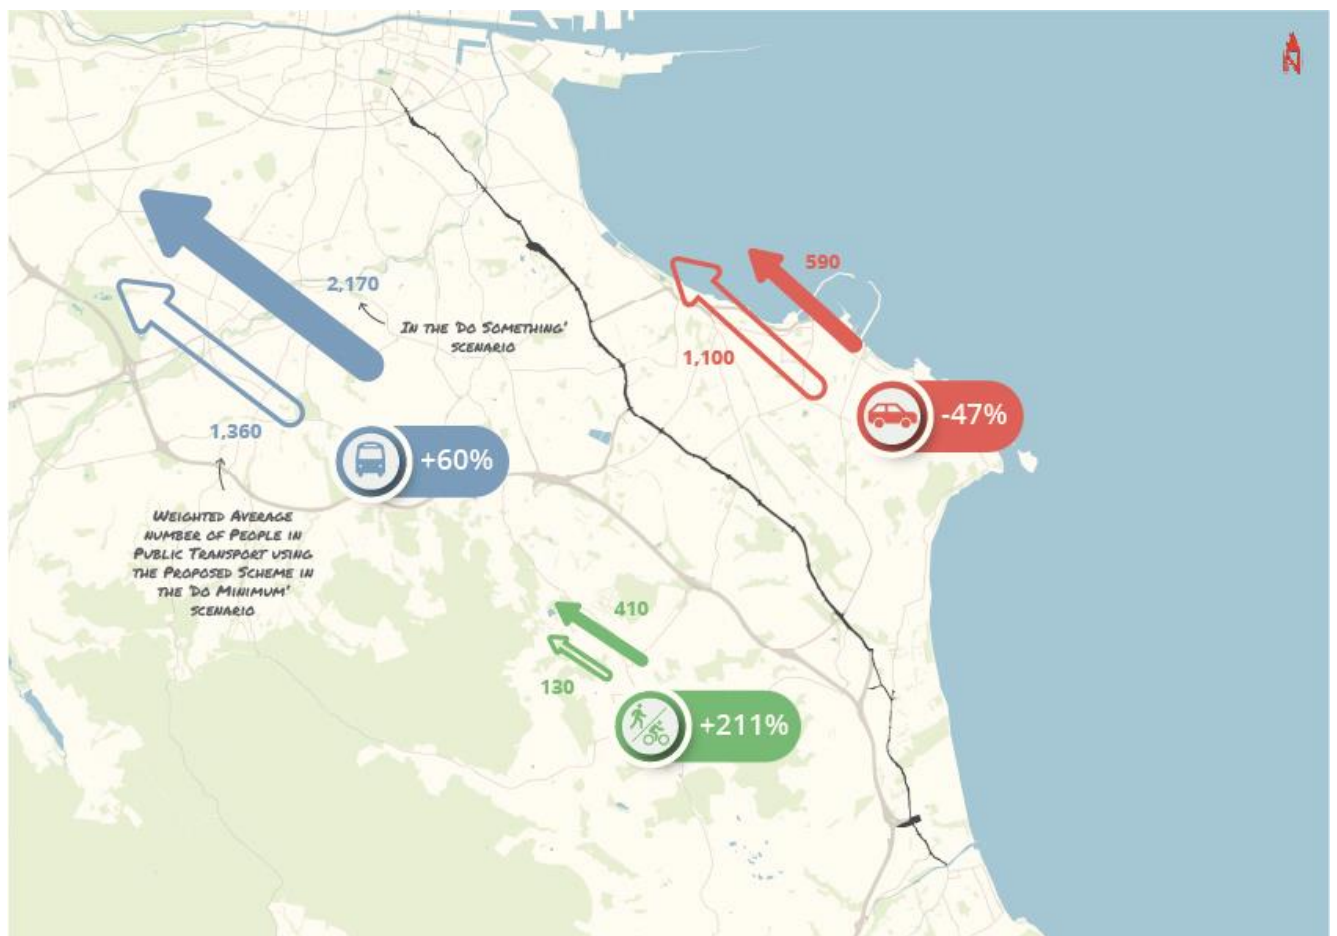 N
590
2,170
IN THE 'DO SOMETHING'
SCENARIO
1,100
-47%
1,360
+60%
WEIGHTED AVERAGE
NUMBER OF PEOPLE IN
PUBLIC TRANSPORT USING
THE PROPOSED SCHEME IN
THE 'DO MINIMUM'
SCENARIO
410
130
+211%